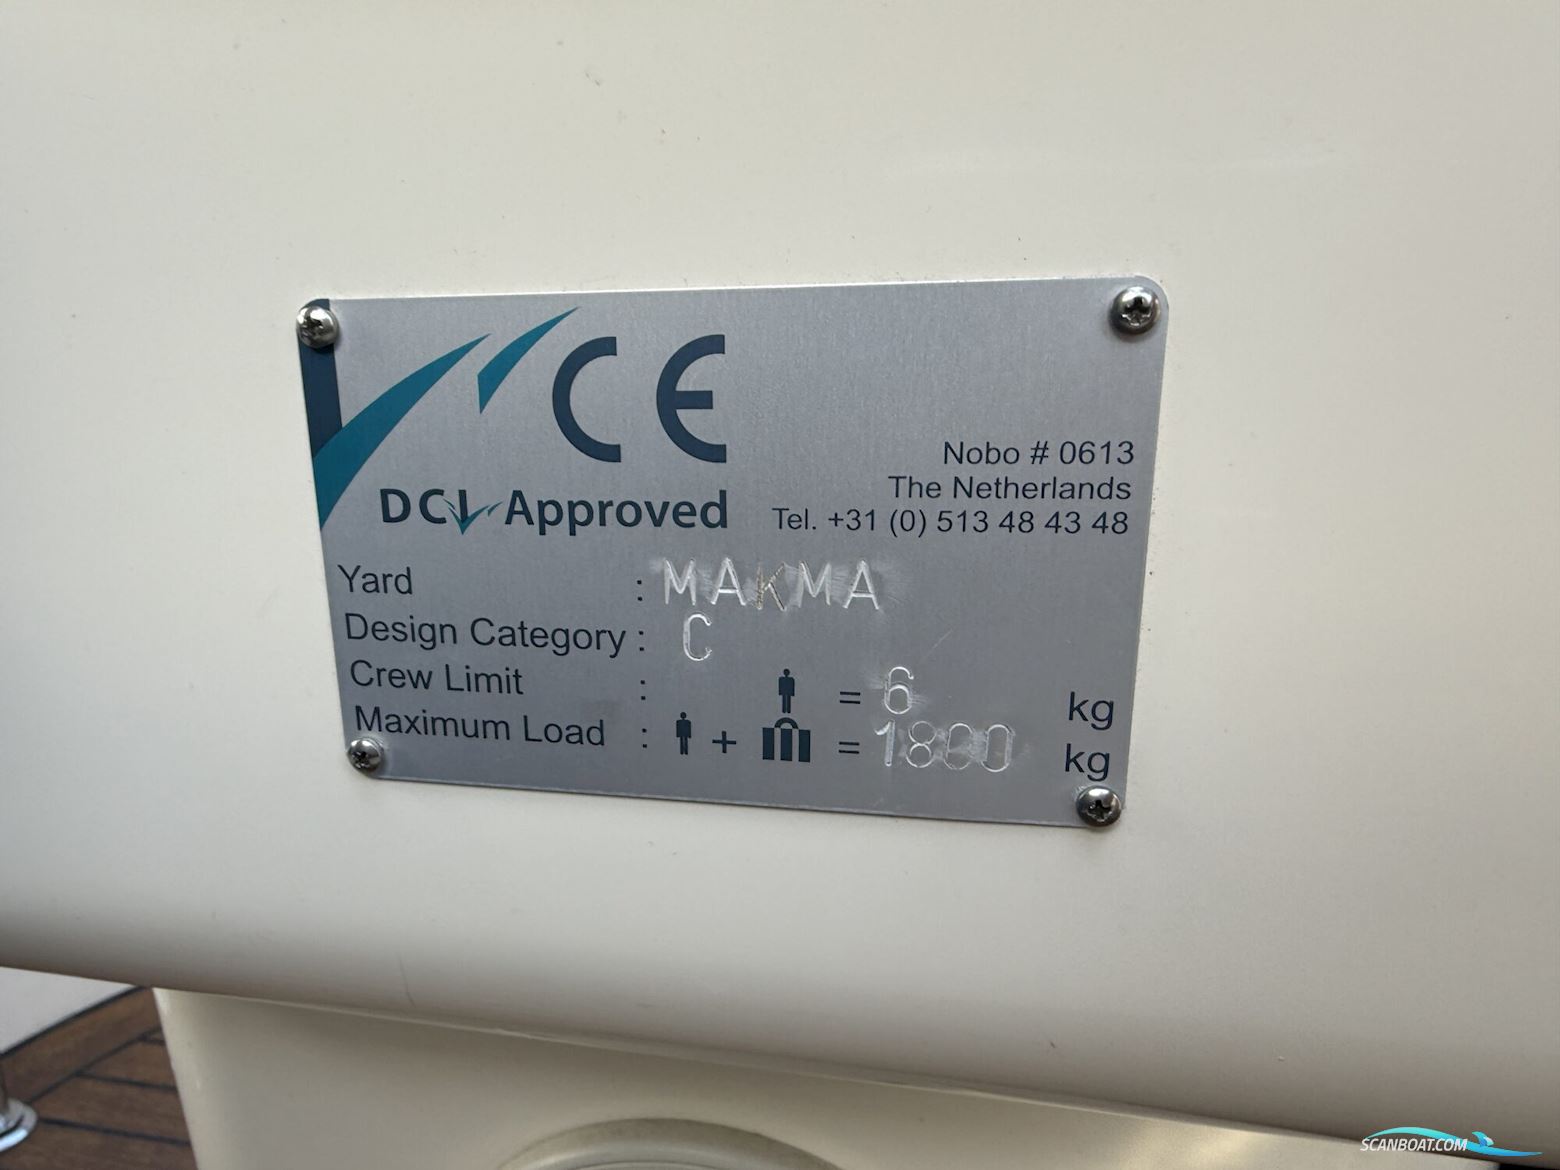 CE
DCI Approved
Nobo # 0613
The Netherlands
Tel. +31 (0) 513 48 43 48
Yard : MAKMA
Design Category : C
Crew Limit : = 6 kg
Maximum Load : + = 1800 kg
SCANBOAT.COM